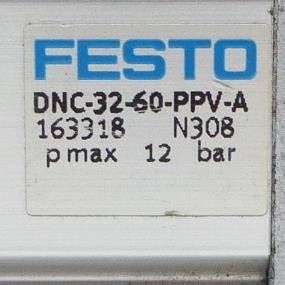 FESTO
DNC-32-60-PPV-A
163318 N308
p max 12 bar